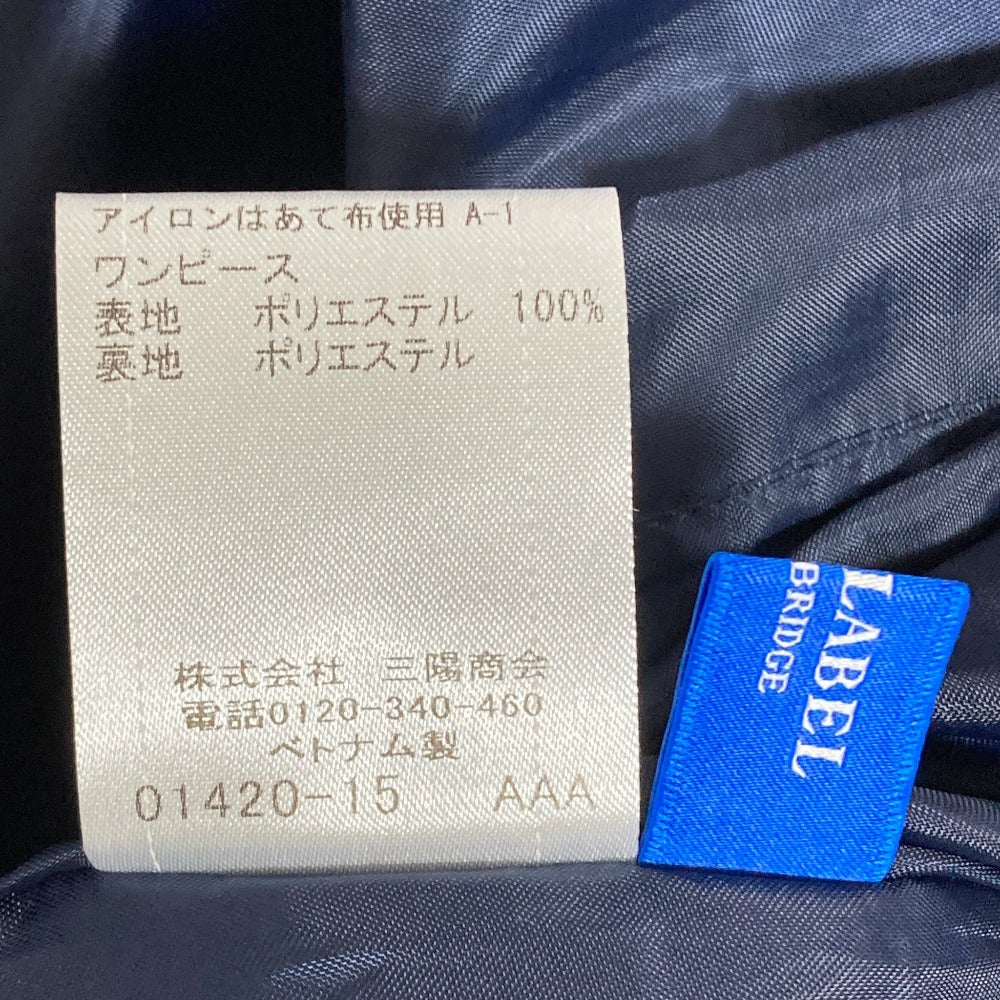 アイロンはあて布使用 A-1
ワンピース
表地 ポリエステル 100%
裏地 ポリエステル
株式会社 三陽商会
電話0120-340-460
ベトナム製
01420-15 AAA
LABEL
BRIDGE